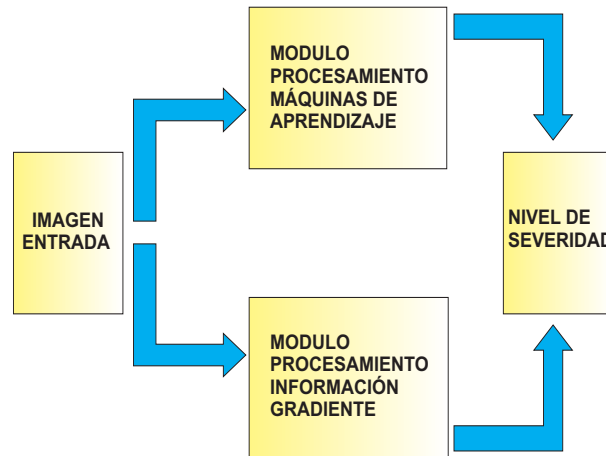 MODULO
PROCESAMIENTO
MÁQUINAS DE
APRENDIZAJE
IMAGEN
ENTRADA
NIVEL DE
SEVERIDAD
MODULO
PROCESAMIENTO
INFORMACIÓN
GRADIENTE